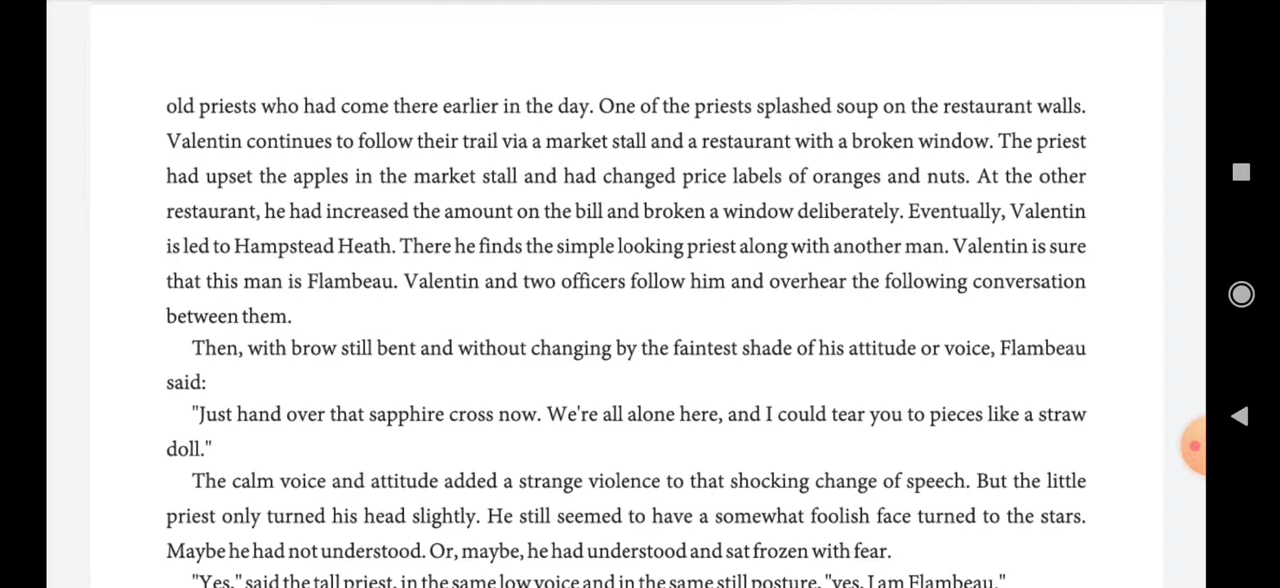 old priests who had come there earlier in the day. One of the priests splashed soup on the restaurant walls.
Valentin continues to follow their trail via a market stall and a restaurant with a broken window. The priest
had upset the apples in the market stall and had changed price labels of oranges and nuts. At the other
restaurant, he had increased the amount on the bill and broken a window deliberately. Eventually, Valentin
is led to Hampstead Heath. There he finds the simple looking priest along with another man. Valentin is sure
that this man is Flambeau. Valentin and two officers follow him and overhear the following conversation
between them.
Then, with brow still bent and without changing by the faintest shade of his attitude or voice, Flambeau
said:
"Just hand over that sapphire cross now. We're all alone here, and I could tear you to pieces like a straw
doll."
The calm voice and attitude added a strange violence to that shocking change of speech. But the little
priest only turned his head slightly. He still seemed to have a somewhat foolish face turned to the stars.
Maybe he had not understood. Or, maybe, he had understood and sat frozen with fear.
"Yes," said the tall priest, in the same low voice and in the same still posture, "yes, I am Flambeau."